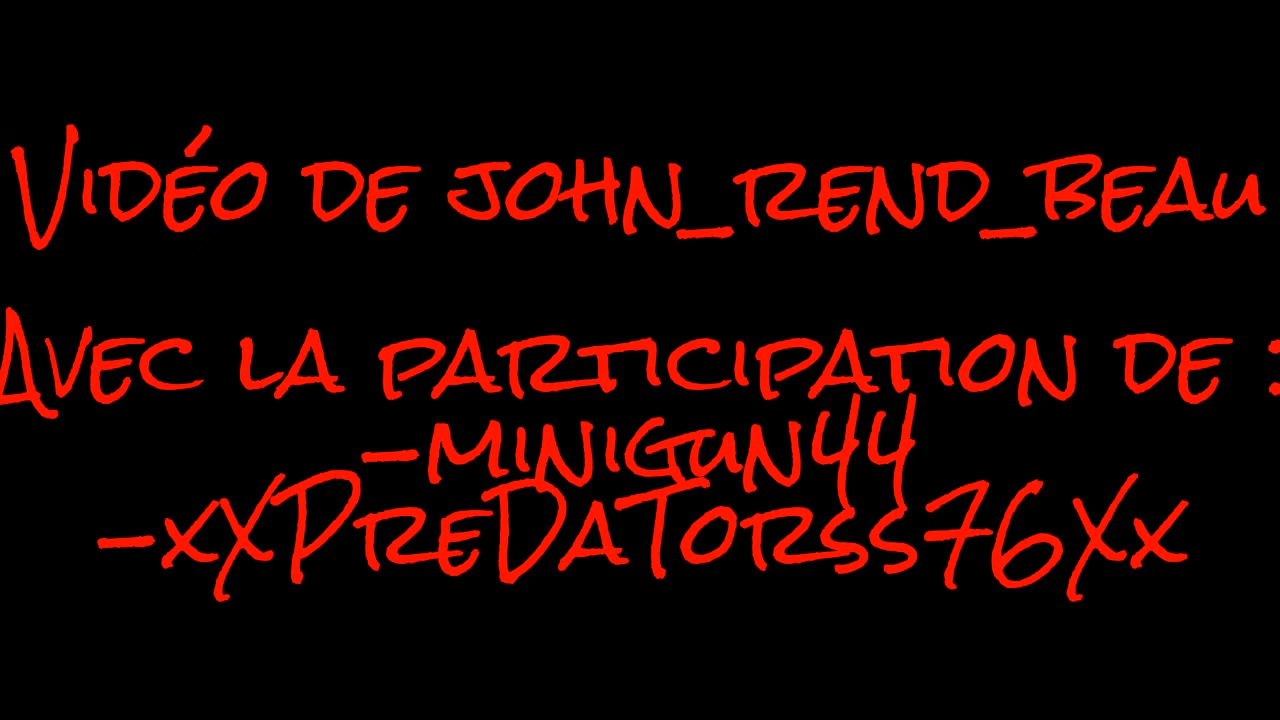 Vidéo de john_rend_beau
Avec la participation de :
-minigun44
-xXPreDaTorss76Xx